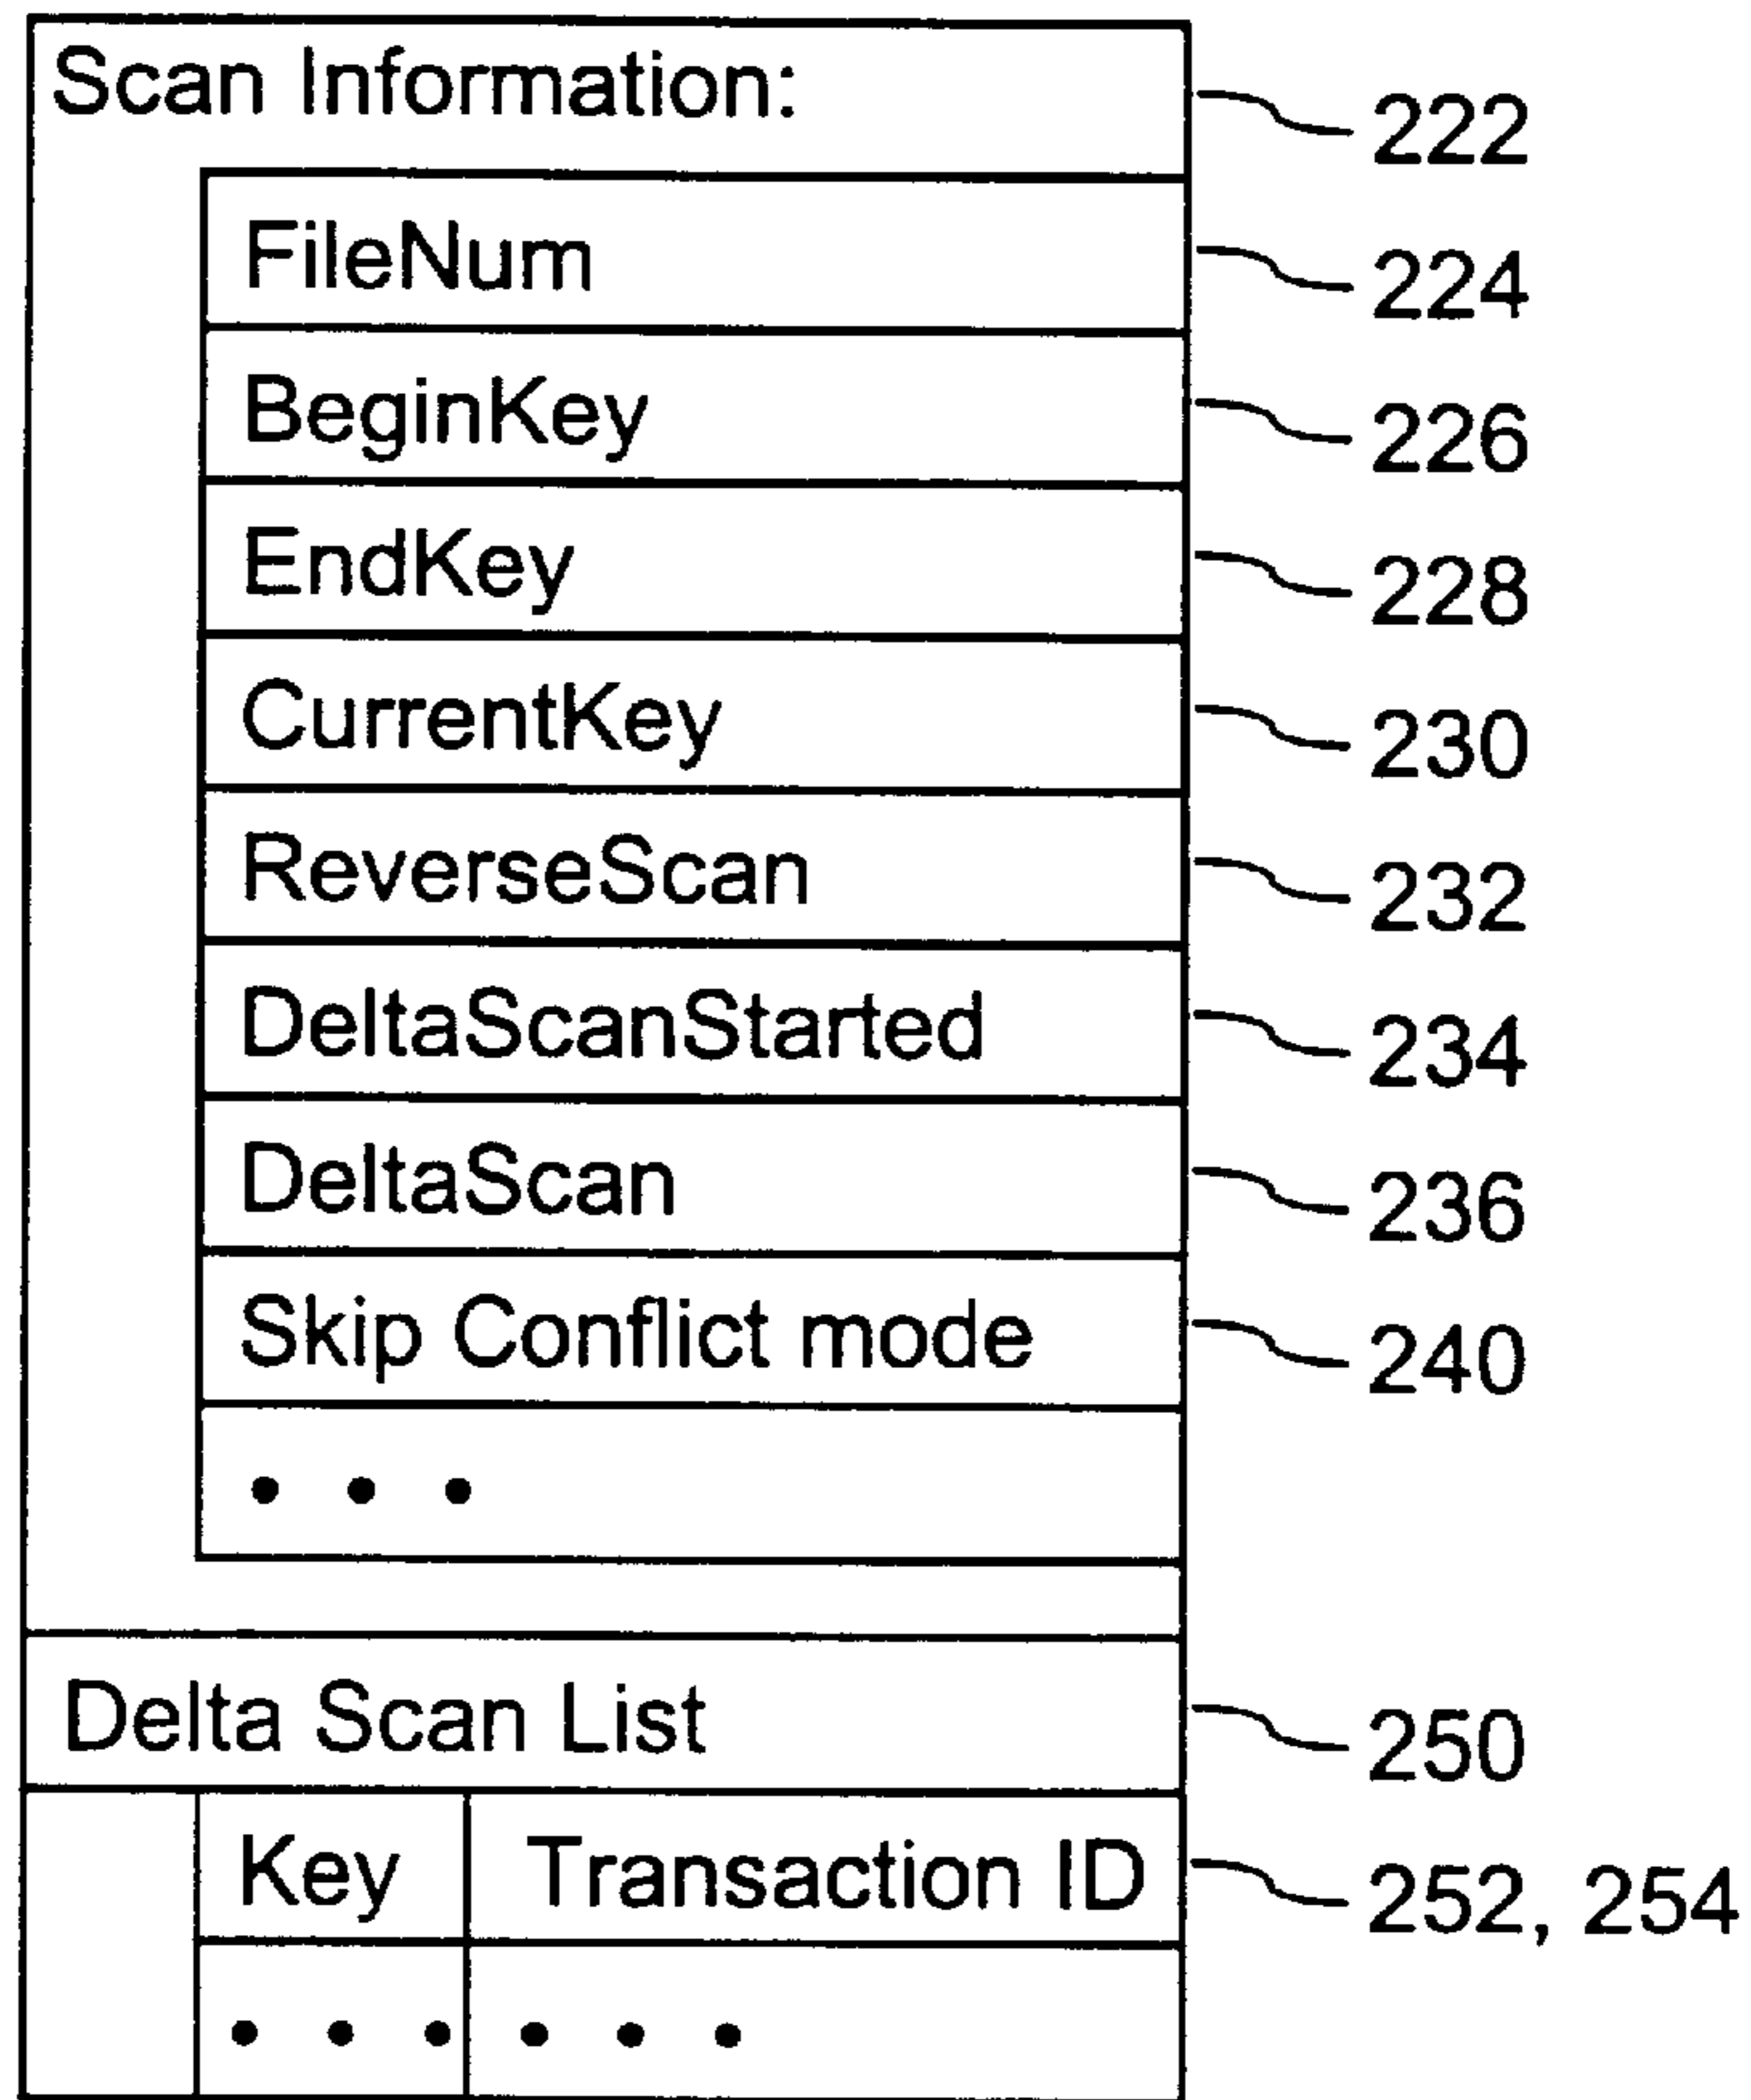 Scan Information: 222
FileNum 224
BeginKey 226
EndKey 228
CurrentKey 230
ReverseScan 232
DeltaScanStarted 234
DeltaScan 236
Skip Conflict mode 240
• • •
Delta Scan List 250
Key Transaction ID 252, 254
• • • • • •